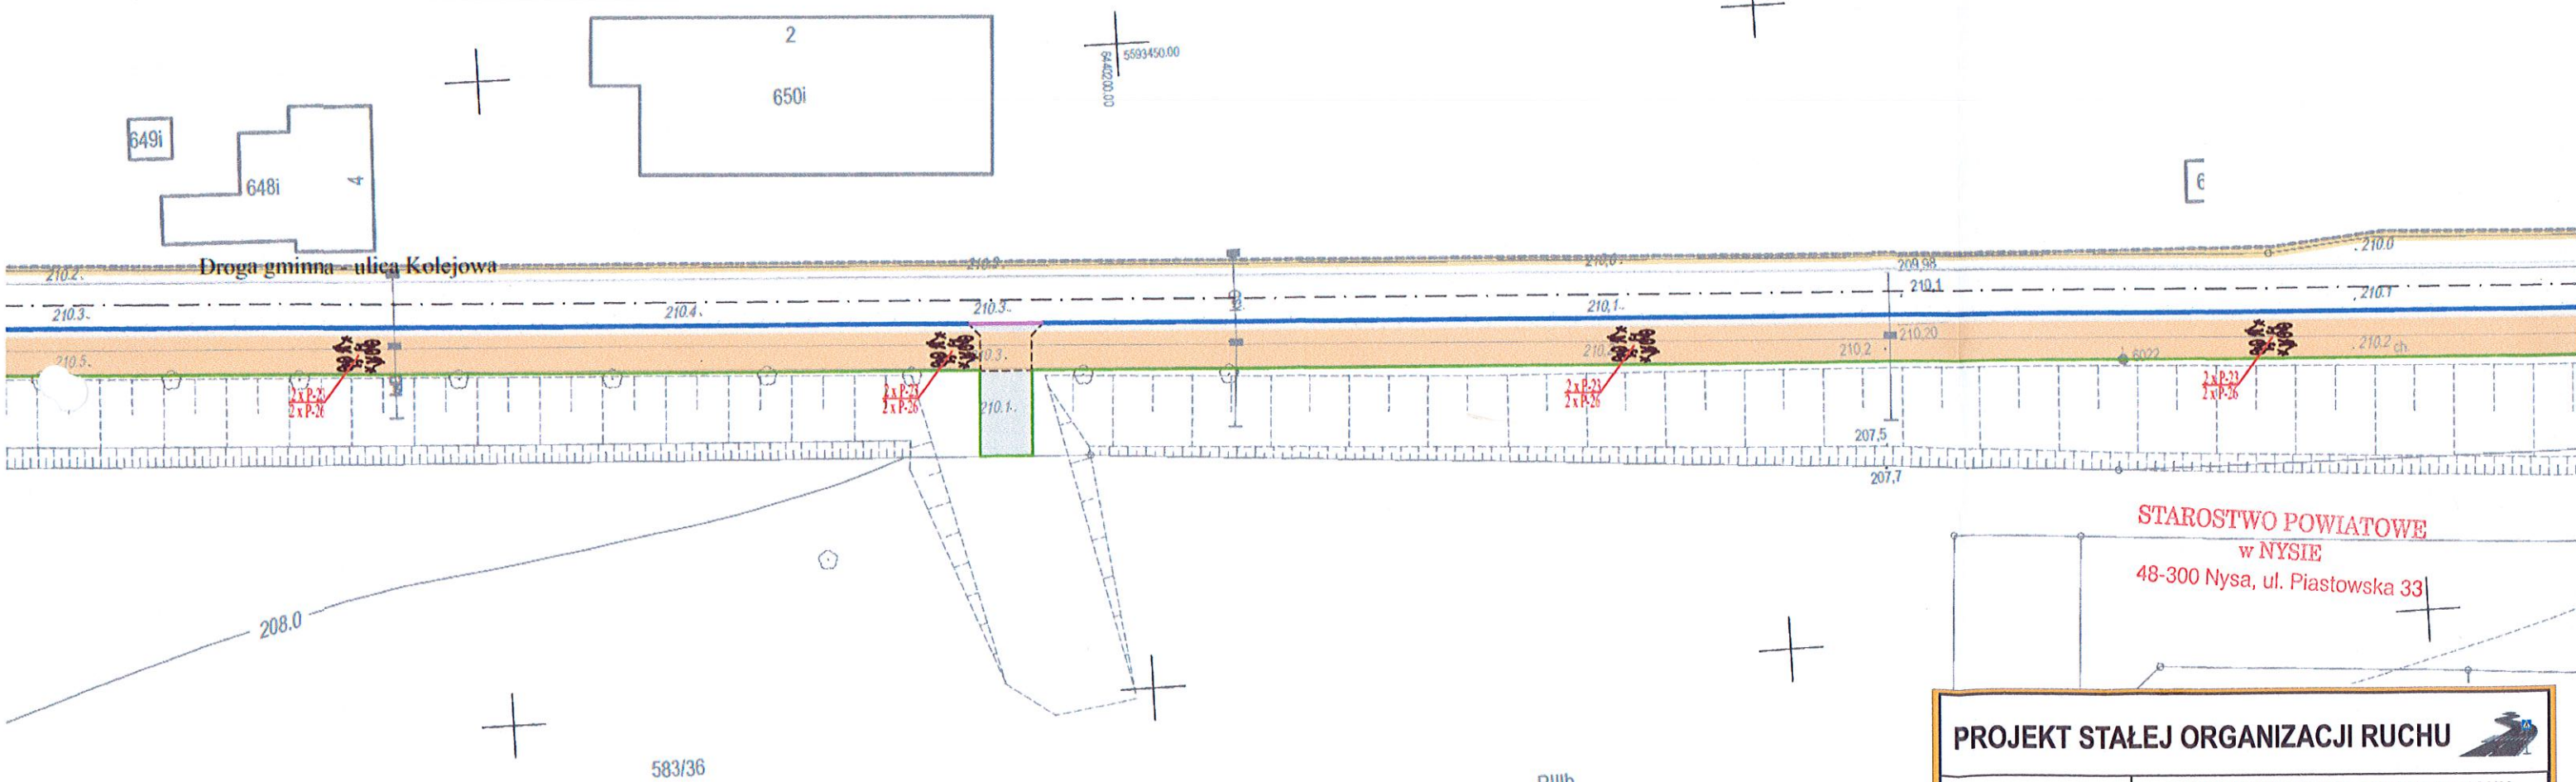 2
650i
5593450.00
5440200.00
649i
648i
4
6
Droga gminna - ulica Kolejowa
210.2.
210.2.
210,0.
209,98
.210.0
210.3..
210.4.
210.3..
210,1..
.210.1
.210.1
210.5.
210.3.
210,2
210,20
.210.2 ch.
6022
2 x P-23
2 x P-26
2 x P-23
2 x P-26
2 x P-23
2 x P-26
2 x P-23
2 x P-26
210.1..
207,5
207,7
208.0
583/36
STAROSTWO POWIATOWE
w NYSIE
48-300 Nysa, ul. Piastowska 33
PROJEKT STAŁEJ ORGANIZACJI RUCHU